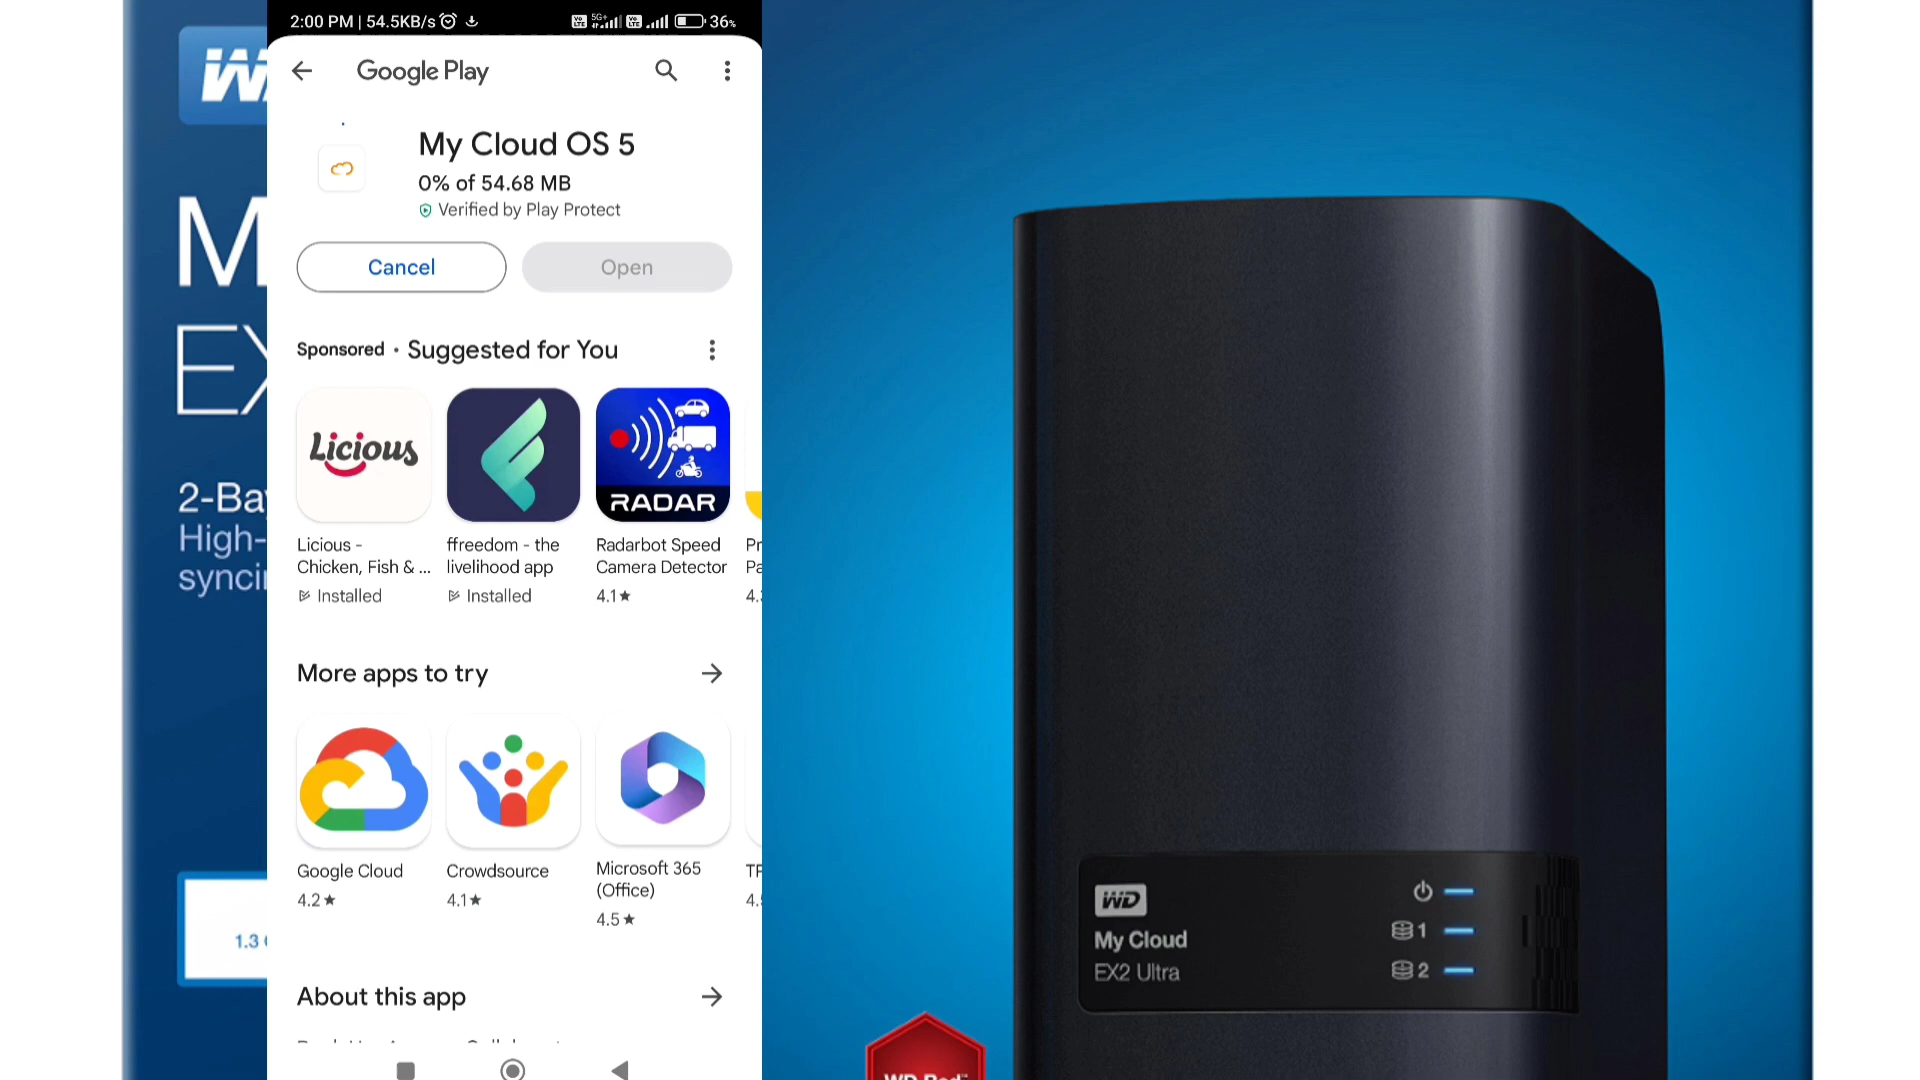 2:00 PM | 54.5KB/s
5G+
36%
Google Play
My Cloud OS 5
0% of 54.68 MB
Verified by Play Protect
Cancel
Open
Sponsored • Suggested for You
Licious
RADAR
Licious -
Chicken, Fish & ...
Installed
ffreedom - the
livelihood app
Installed
Radarbot Speed
Camera Detector
4.1★
More apps to try
Google Cloud
4.2★
Crowdsource
4.1★
Microsoft 365
(Office)
4.5★
About this app
2-Bay
High-
1.3
WD
My Cloud
EX2 Ultra
1
2